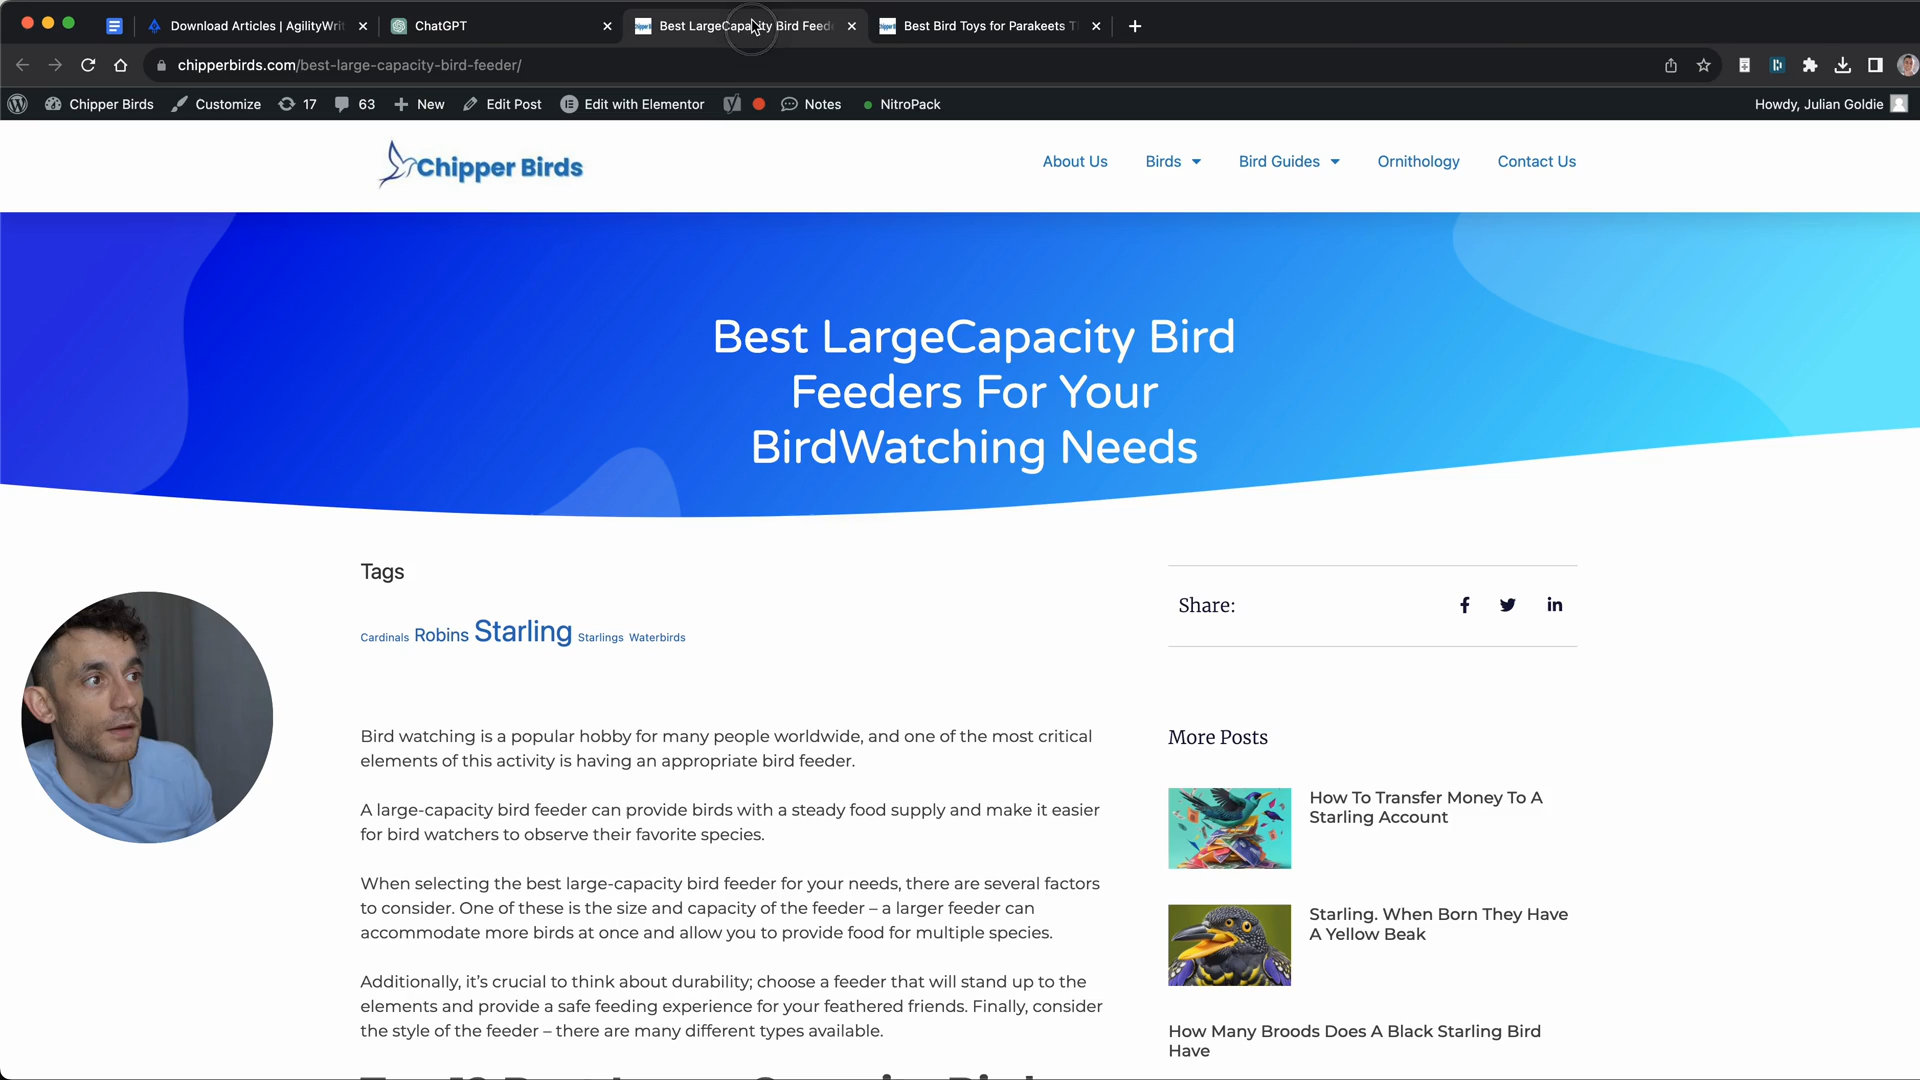 Download Articles | AgilityWrit
ChatGPT
Best LargeCapacity Bird Feede
Best Bird Toys for Parakeets T
chipperbirds.com/best-large-capacity-bird-feeder/
Chipper Birds
Customize
17
63
New
Edit Post
Edit with Elementor
Notes
NitroPack
Howdy, Julian Goldie
Chipper Birds
About Us
Birds
Bird Guides
Ornithology
Contact Us
Best LargeCapacity Bird
Feeders For Your
BirdWatching Needs
Tags
Cardinals Robins Starling Starlings Waterbirds
Share:
Bird watching is a popular hobby for many people worldwide, and one of the most critical
elements of this activity is having an appropriate bird feeder.
A large-capacity bird feeder can provide birds with a steady food supply and make it easier
for bird watchers to observe their favorite species.
When selecting the best large-capacity bird feeder for your needs, there are several factors
to consider. One of these is the size and capacity of the feeder – a larger feeder can
accommodate more birds at once and allow you to provide food for multiple species.
Additionally, it's crucial to think about durability; choose a feeder that will stand up to the
elements and provide a safe feeding experience for your feathered friends. Finally, consider
the style of the feeder – there are many different types available.
More Posts
How To Transfer Money To A
Starling Account
Starling. When Born They Have
A Yellow Beak
How Many Broods Does A Black Starling Bird
Have